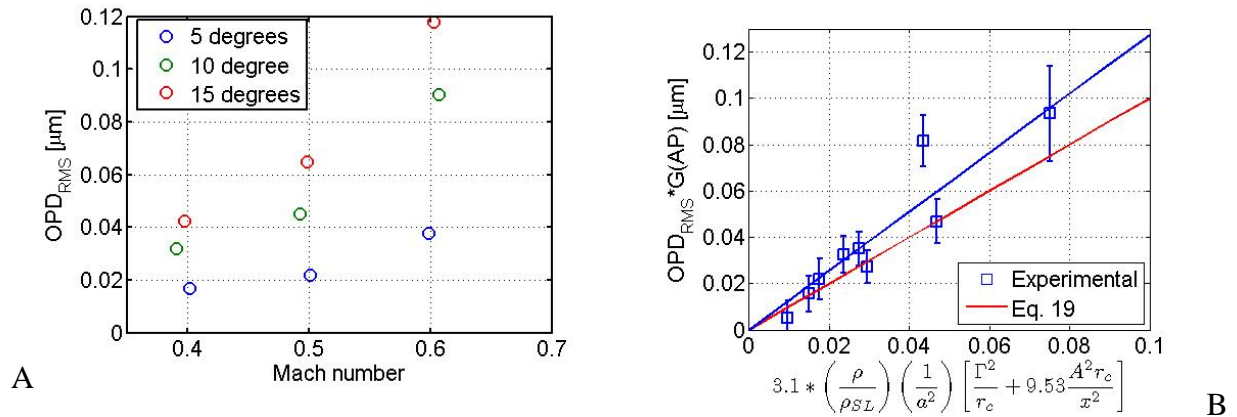 0.12
0.1
0.08
0.06
0.04
0.02
0
OPD_RMS [μm]
5 degrees
10 degree
15 degrees
0.4 0.5 0.6 0.7
Mach number
A
0.12
0.1
0.08
0.06
0.04
0.02
0
OPD_RMS*G(AP) [μm]
Experimental
Eq. 19
0 0.02 0.04 0.06 0.08 0.1
3.1 * (ρ/ρ_SL) (1/a²) [Γ²/r_c + 9.53 A² r_c/x²]
B